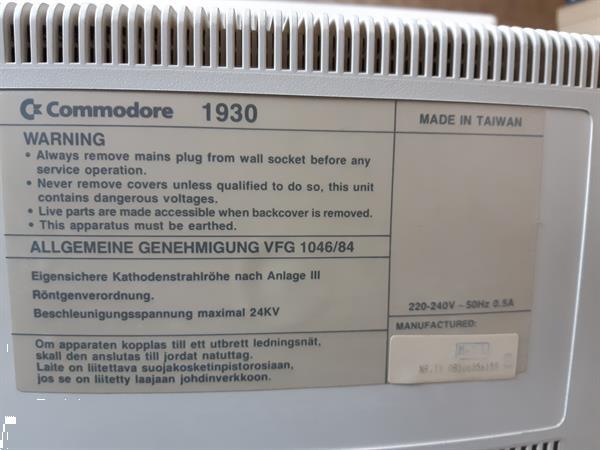 Commodore 1930
WARNING
• Always remove mains plug from wall socket before any
service operation.
• Never remove covers unless qualified to do so, this unit
contains dangerous voltages.
• Live parts are made accessible when backcover is removed.
• This apparatus must be earthed.
ALLGEMEINE GENEHMIGUNG VFG 1046/84
Eigensichere Kathodenstrahlröhe nach Anlage III
Röntgenverordnung.
Beschleunigungsspannung maximal 24KV
Om apparaten kopplas till ett utbrett ledningsnät,
skall den anslutas till jordat natuttag.
Laite on liitettava suojakosketinpistorosiaan,
jos se on liitetty laajaan johdinverkkoon.
MADE IN TAIWAN
220-240V ~ 50Hz 0.5A
MANUFACTURED: